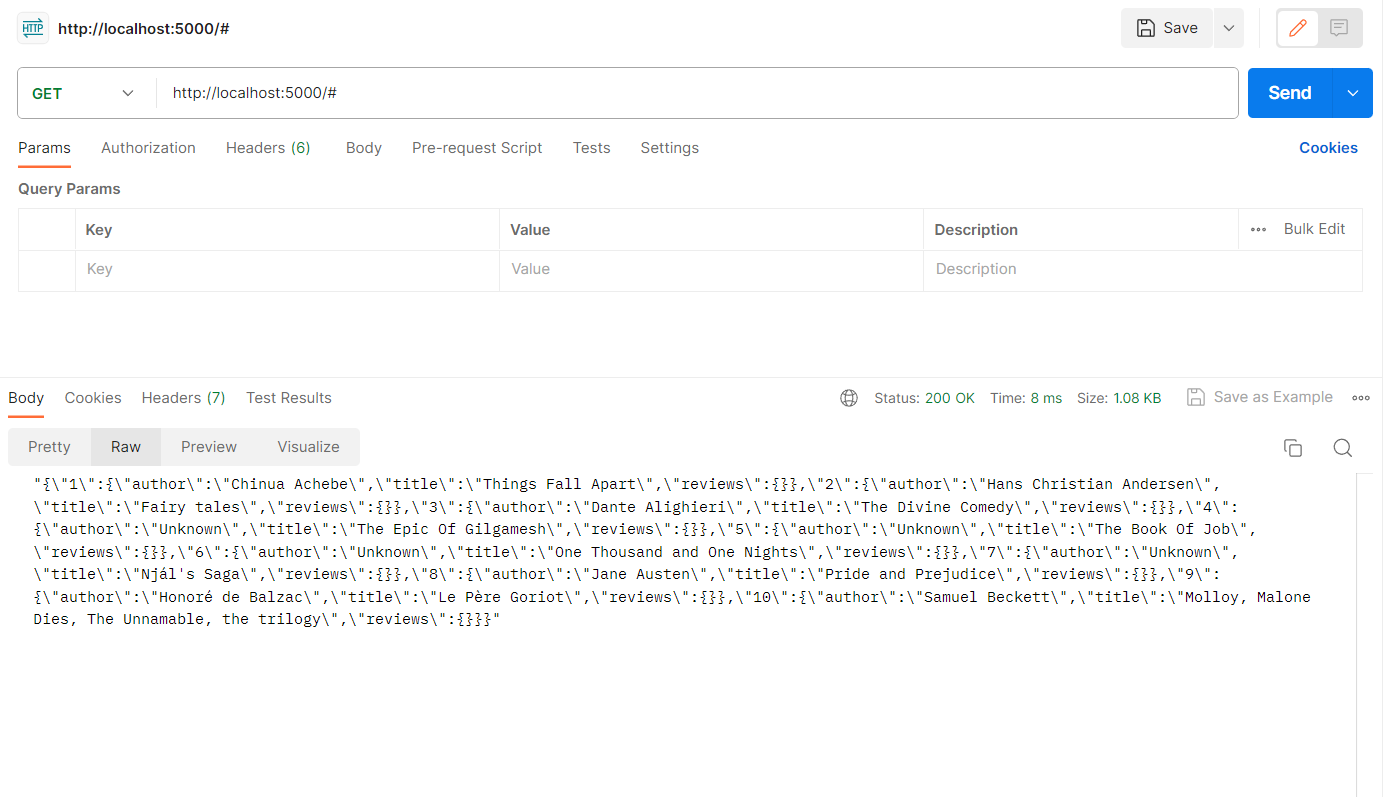 HTTP http://localhost:5000/# Save
GET http://localhost:5000/# Send
Params Authorization Headers (6) Body Pre-request Script Tests Settings Cookies
Query Params
Key Value Description Bulk Edit
Key Value Description
Body Cookies Headers (7) Test Results Status: 200 OK Time: 8 ms Size: 1.08 KB Save as Example
Pretty Raw Preview Visualize
"{\"1\":{\"author\":\"Chinua Achebe\",\"title\":\"Things Fall Apart\",\"reviews\":{}},\"2\":{\"author\":\"Hans Christian Andersen\",
\"title\":\"Fairy tales\",\"reviews\":{}},\"3\":{\"author\":\"Dante Alighieri\",\"title\":\"The Divine Comedy\",\"reviews\":{}},\"4\":
{\"author\":\"Unknown\",\"title\":\"The Epic Of Gilgamesh\",\"reviews\":{}},\"5\":{\"author\":\"Unknown\",\"title\":\"The Book Of Job\",
\"reviews\":{}},\"6\":{\"author\":\"Unknown\",\"title\":\"One Thousand and One Nights\",\"reviews\":{}},\"7\":{\"author\":\"Unknown\",
\"title\":\"Njál's Saga\",\"reviews\":{}},\"8\":{\"author\":\"Jane Austen\",\"title\":\"Pride and Prejudice\",\"reviews\":{}},\"9\":
{\"author\":\"Honoré de Balzac\",\"title\":\"Le Père Goriot\",\"reviews\":{}},\"10\":{\"author\":\"Samuel Beckett\",\"title\":\"Molloy, Malone
Dies, The Unnamable, the trilogy\",\"reviews\":{}}}"